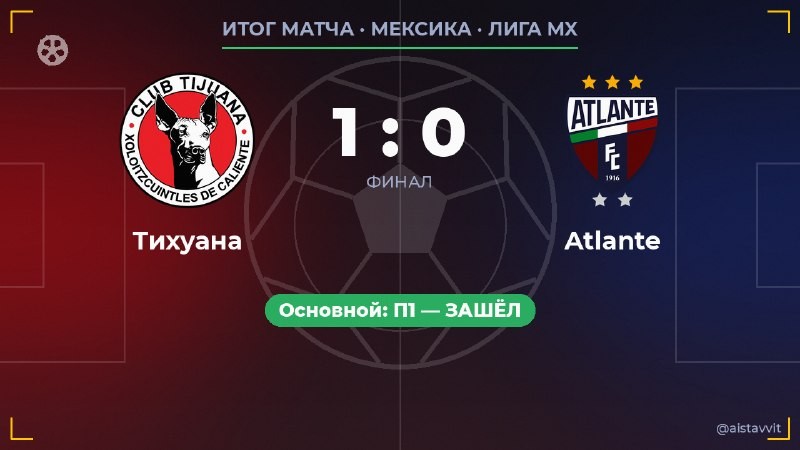 ИТОГ МАТЧА · МЕКСИКА · ЛИГА МХ
CLUB TIJUANA
XOLOITZCUINTLES DE CALIENTE
1 : 0
ФИНАЛ
ATLANTE
FC
1916
Тихуана
Atlante
Основной: П1 — ЗАШЁЛ
@aistavvit